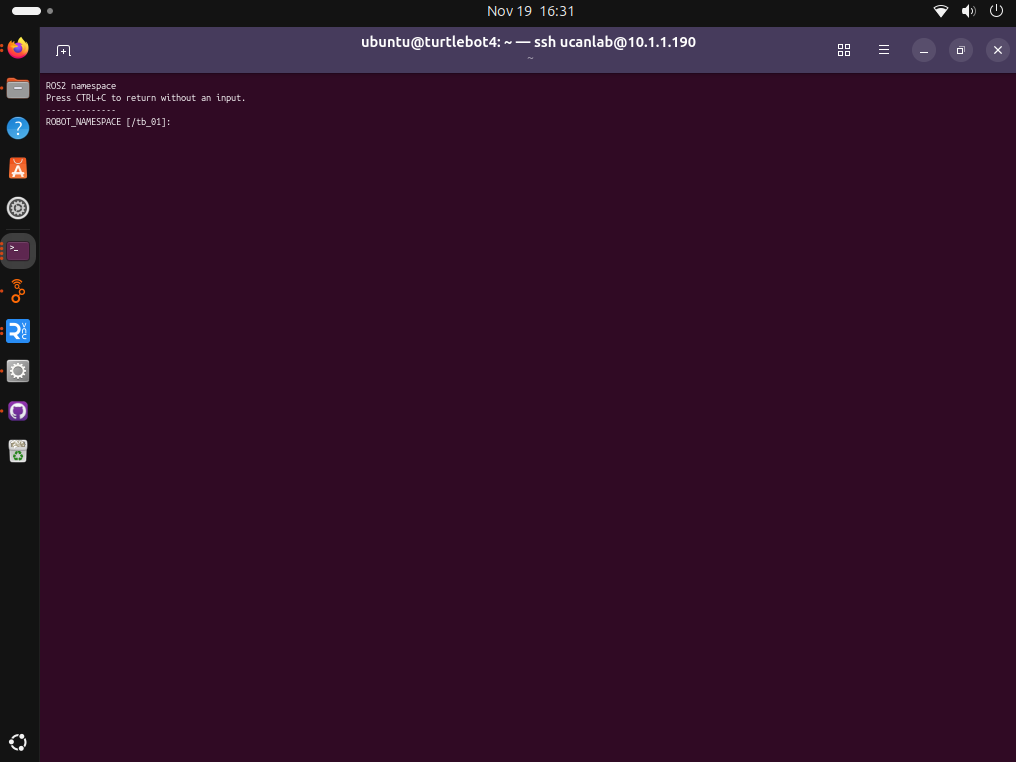 Nov 19 16:31
ubuntu@turtlebot4: ~ — ssh ucanlab@10.1.1.190
~
ROS2 namespace
Press CTRL+C to return without an input.
--------------
ROBOT_NAMESPACE [/tb_01]: